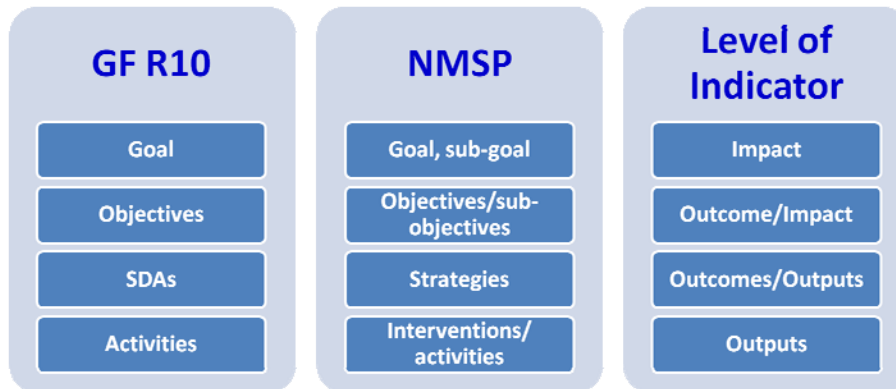 GF R10
Goal
Objectives
SDAs
Activities
NMSP
Goal, sub-goal
Objectives/sub-
objectives
Strategies
Interventions/
activities
Level of
Indicator
Impact
Outcome/Impact
Outcomes/Outputs
Outputs